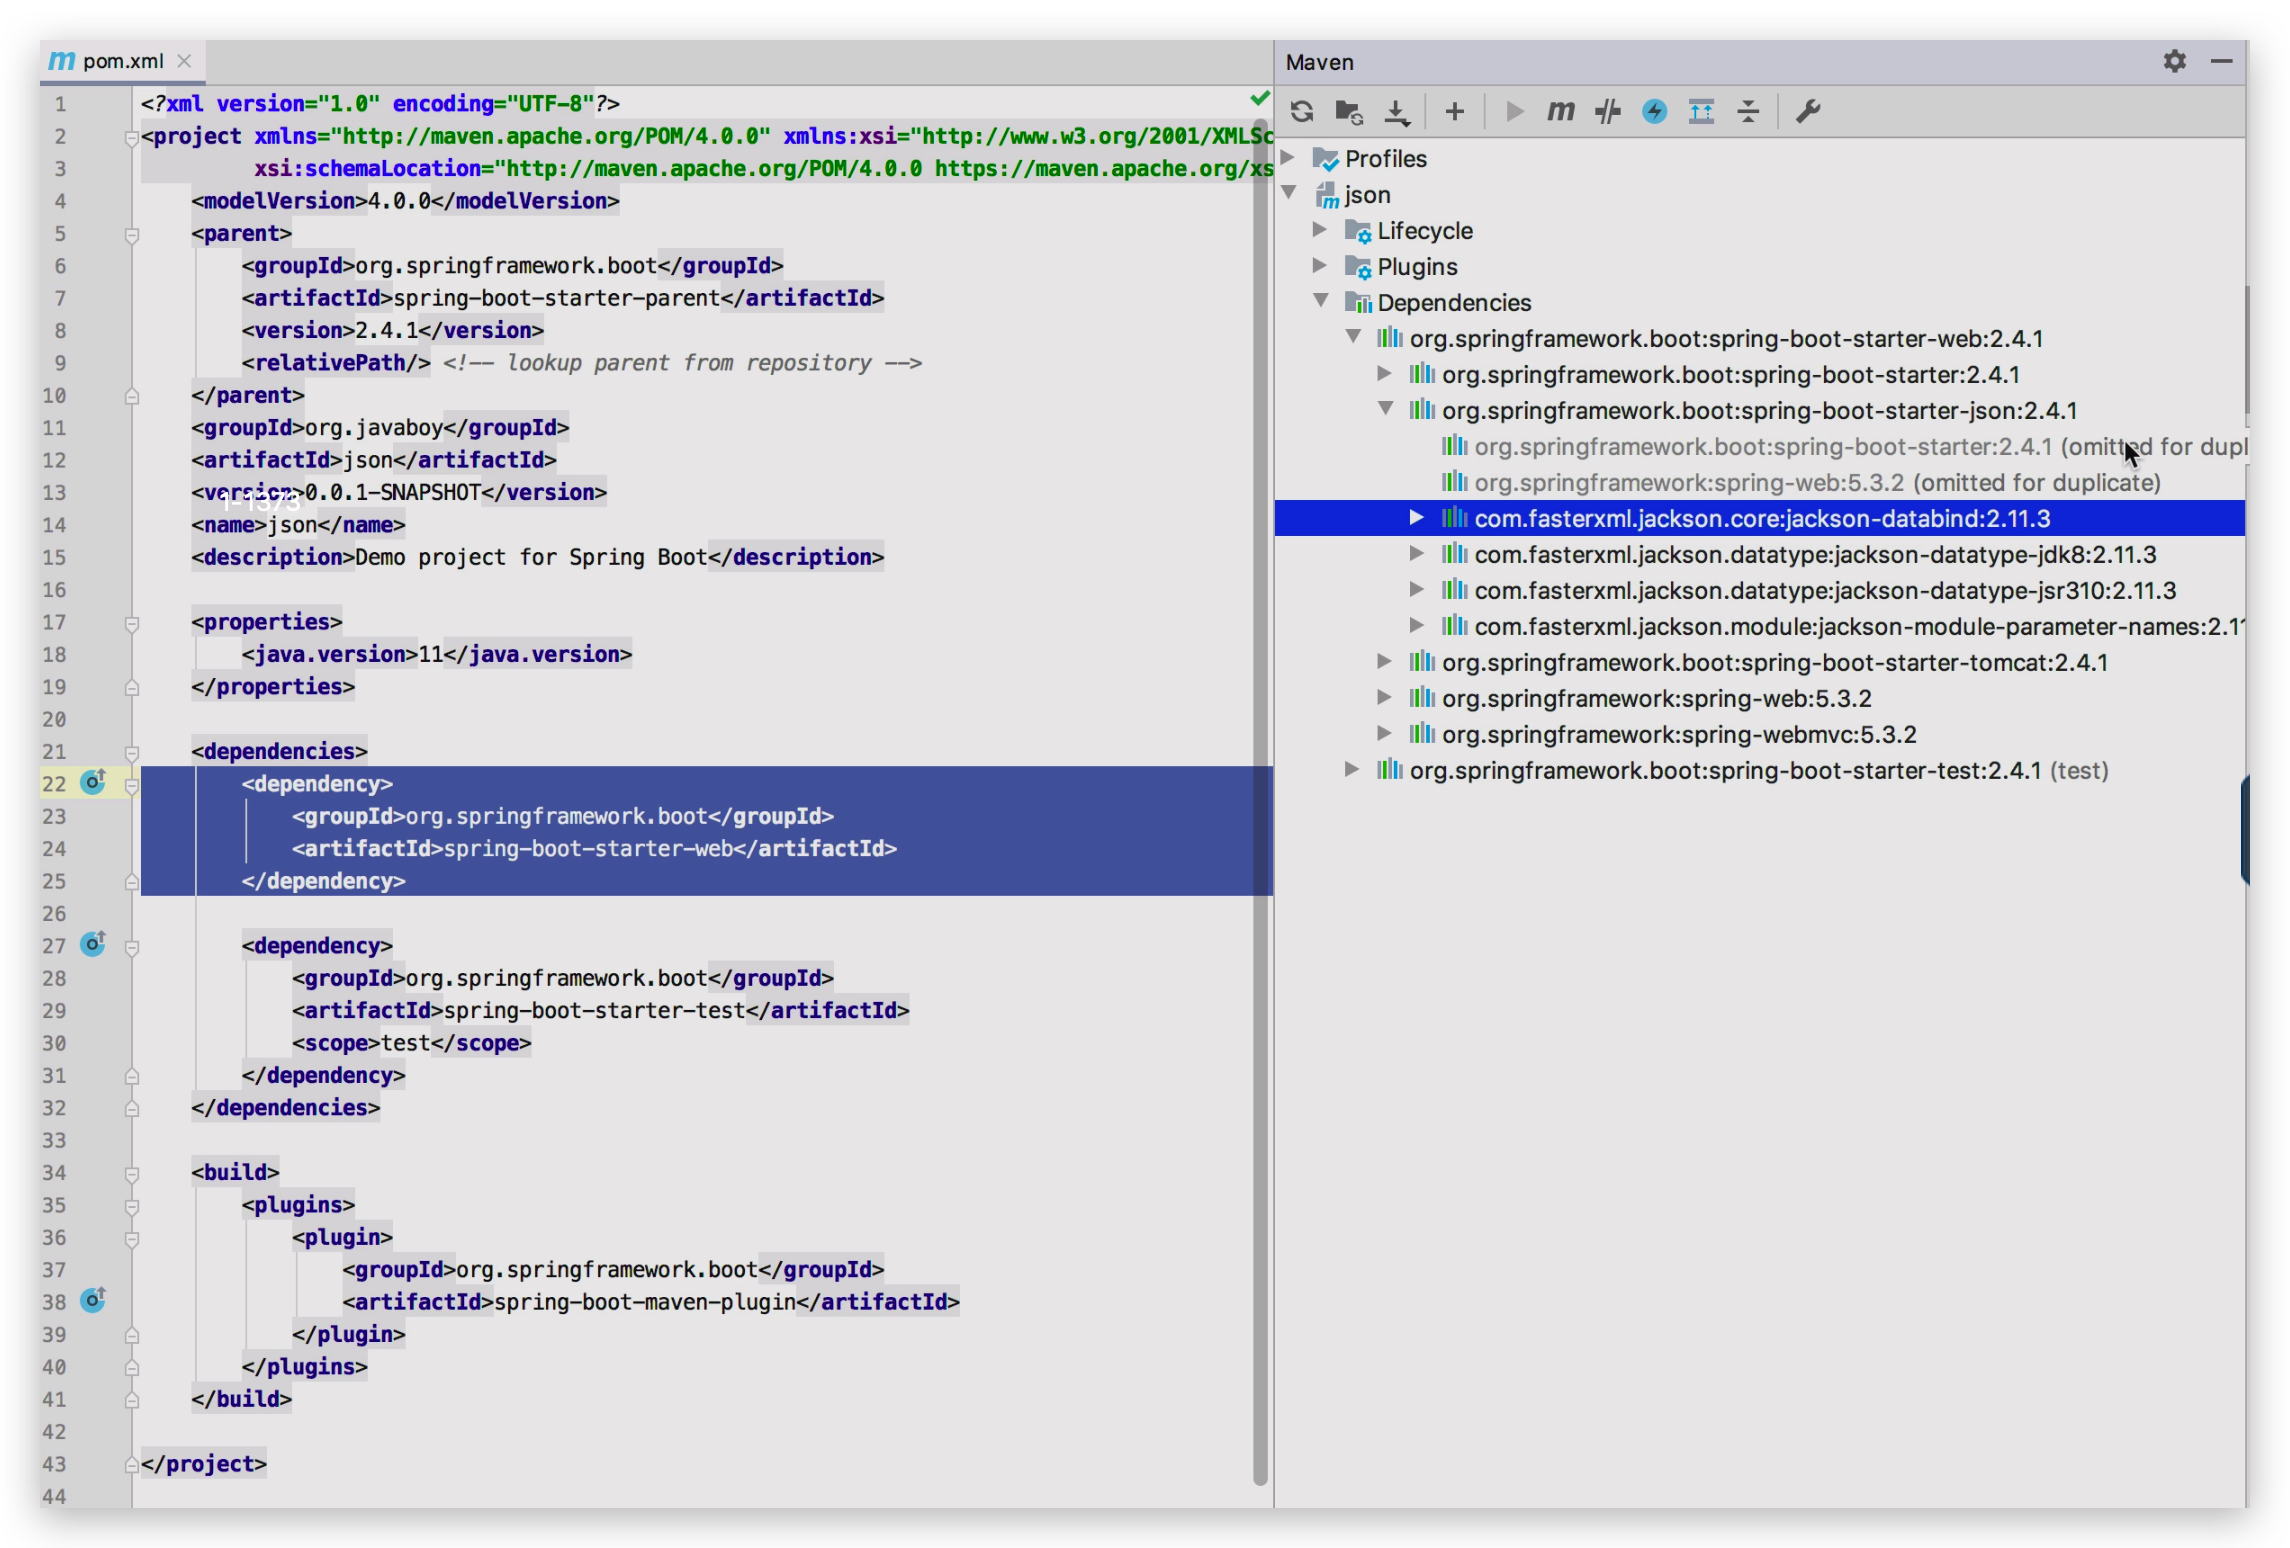 pom.xml
1 <?xml version="1.0" encoding="UTF-8"?>
2 <project xmlns="http://maven.apache.org/POM/4.0.0" xmlns:xsi="http://www.w3.org/2001/XMLSc
3 xsi:schemaLocation="http://maven.apache.org/POM/4.0.0 https://maven.apache.org/xs
4 <modelVersion>4.0.0</modelVersion>
5 <parent>
6 <groupId>org.springframework.boot</groupId>
7 <artifactId>spring-boot-starter-parent</artifactId>
8 <version>2.4.1</version>
9 <relativePath/> <!-- lookup parent from repository -->
10 </parent>
11 <groupId>org.javaboy</groupId>
12 <artifactId>json</artifactId>
13 <version>0.0.1-SNAPSHOT</version>
1-1373
14 <name>json</name>
15 <description>Demo project for Spring Boot</description>
16
17 <properties>
18 <java.version>11</java.version>
19 </properties>
20
21 <dependencies>
22 <dependency>
23 <groupId>org.springframework.boot</groupId>
24 <artifactId>spring-boot-starter-web</artifactId>
25 </dependency>
26
27 <dependency>
28 <groupId>org.springframework.boot</groupId>
29 <artifactId>spring-boot-starter-test</artifactId>
30 <scope>test</scope>
31 </dependency>
32 </dependencies>
33
34 <build>
35 <plugins>
36 <plugin>
37 <groupId>org.springframework.boot</groupId>
38 <artifactId>spring-boot-maven-plugin</artifactId>
39 </plugin>
40 </plugins>
41 </build>
42
43 </project>
44
Maven
Profiles
json
Lifecycle
Plugins
Dependencies
org.springframework.boot:spring-boot-starter-web:2.4.1
org.springframework.boot:spring-boot-starter:2.4.1
org.springframework.boot:spring-boot-starter-json:2.4.1
org.springframework.boot:spring-boot-starter:2.4.1 (omitted for dupl
org.springframework:spring-web:5.3.2 (omitted for duplicate)
com.fasterxml.jackson.core:jackson-databind:2.11.3
com.fasterxml.jackson.datatype:jackson-datatype-jdk8:2.11.3
com.fasterxml.jackson.datatype:jackson-datatype-jsr310:2.11.3
com.fasterxml.jackson.module:jackson-module-parameter-names:2.11
org.springframework.boot:spring-boot-starter-tomcat:2.4.1
org.springframework:spring-web:5.3.2
org.springframework:spring-webmvc:5.3.2
org.springframework.boot:spring-boot-starter-test:2.4.1 (test)